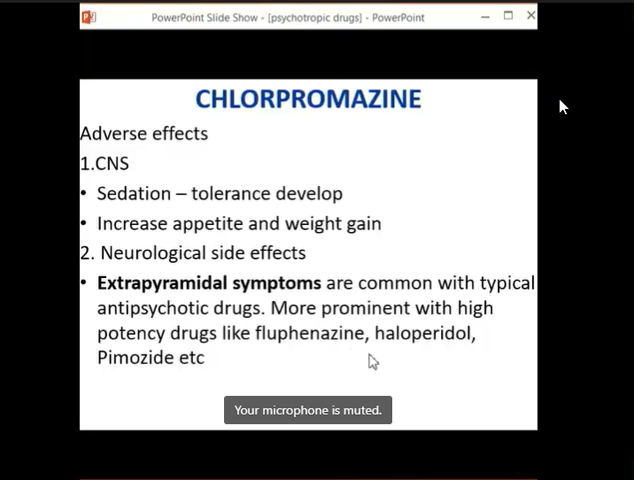 PowerPoint Slide Show - [psychotropic drugs] - PowerPoint
CHLORPROMAZINE
Adverse effects
1.CNS
• Sedation – tolerance develop
• Increase appetite and weight gain
2. Neurological side effects
• Extrapyramidal symptoms are common with typical
antipsychotic drugs. More prominent with high
potency drugs like fluphenazine, haloperidol,
Pimozide etc
Your microphone is muted.